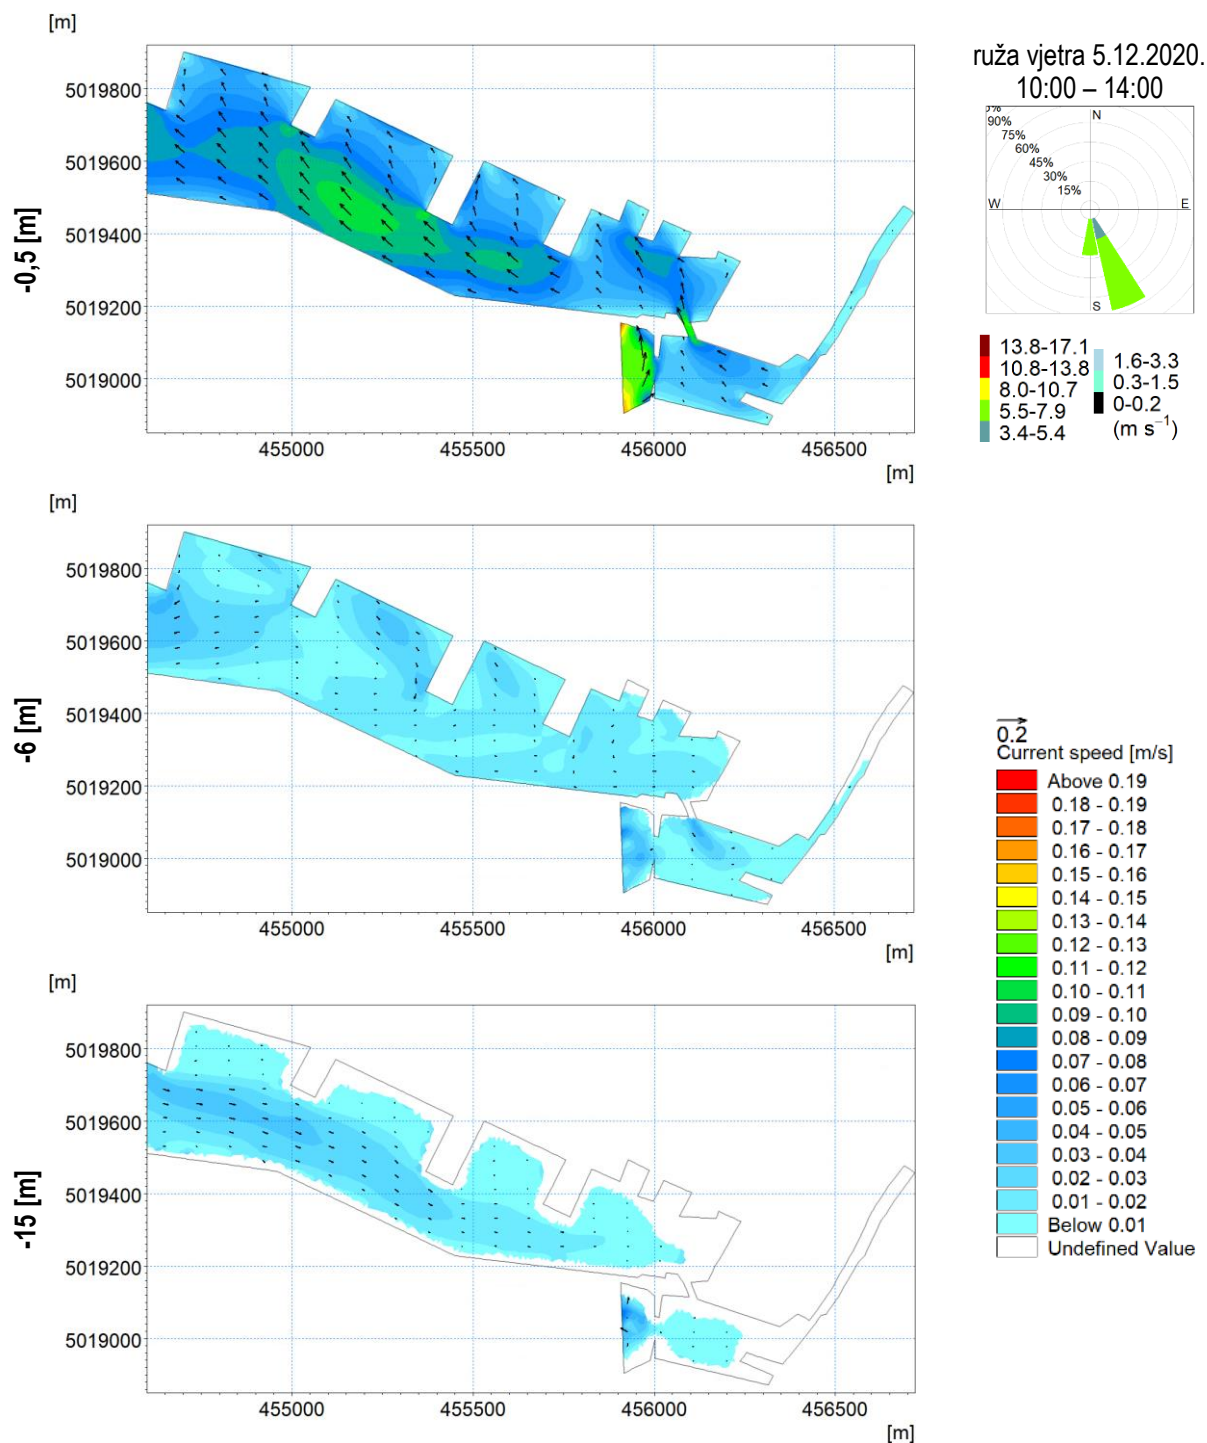 [m]
-0,5 [m]
5019800
5019600
5019400
5019200
5019000
455000
455500
456000
456500
[m]
ruža vjetra 5.12.2020.
10:00 – 14:00
90%
75%
60%
45%
30%
15%
N
W
E
S
13.8-17.1
10.8-13.8
8.0-10.7
5.5-7.9
3.4-5.4
1.6-3.3
0.3-1.5
0-0.2
(m s⁻¹)
[m]
-6 [m]
5019800
5019600
5019400
5019200
5019000
455000
455500
456000
456500
[m]
0.2
Current speed [m/s]
Above 0.19
0.18 - 0.19
0.17 - 0.18
0.16 - 0.17
0.15 - 0.16
0.14 - 0.15
0.13 - 0.14
0.12 - 0.13
0.11 - 0.12
0.10 - 0.11
0.09 - 0.10
0.08 - 0.09
0.07 - 0.08
0.06 - 0.07
0.05 - 0.06
0.04 - 0.05
0.03 - 0.04
0.02 - 0.03
0.01 - 0.02
Below 0.01
Undefined Value
[m]
-15 [m]
5019800
5019600
5019400
5019200
5019000
455000
455500
456000
456500
[m]